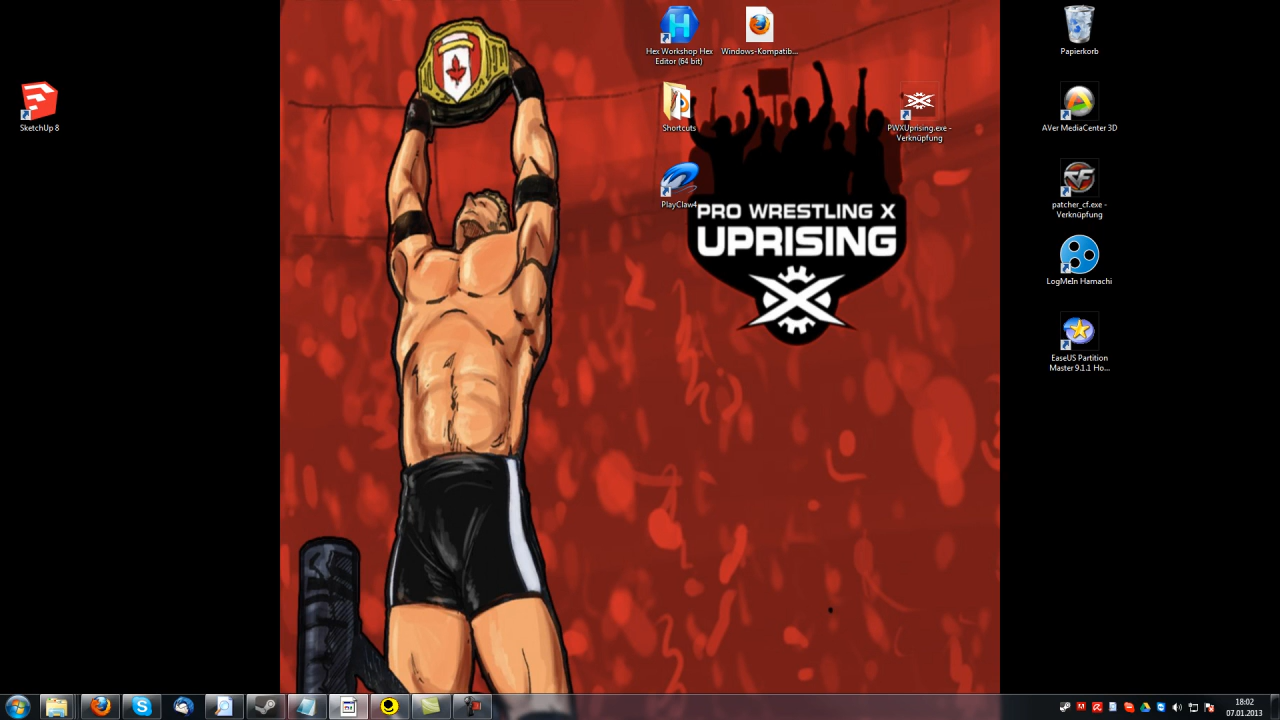 Hex Workshop Hex
Editor (64 bit)
Windows-Kompatib...
Papierkorb
SketchUp 8
Shortcuts
PWXUprising.exe -
Verknüpfung
AVer MediaCenter 3D
PlayClaw4
patcher_cf.exe -
Verknüpfung
PRO WRESTLING X
UPRISING
LogMeIn Hamachi
EaseUS Partition
Master 9.1.1 Ho...
18:02
07.01.2013